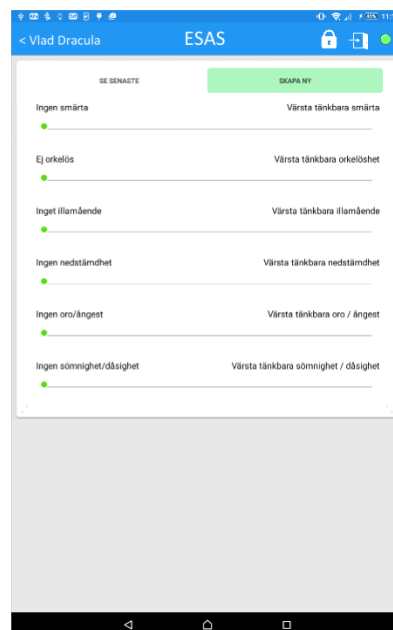 < Vlad Dracula ESAS
SE SENASTE SKAPA NY
Ingen smärta Värsta tänkbara smärta
Ej orkelös Värsta tänkbara orkelöshet
Inget illamående Värsta tänkbara illamående
Ingen nedstämdhet Värsta tänkbara nedstämdhet
Ingen oro/ångest Värsta tänkbara oro / ångest
Ingen sömnighet/dåsighet Värsta tänkbara sömnighet / dåsighet